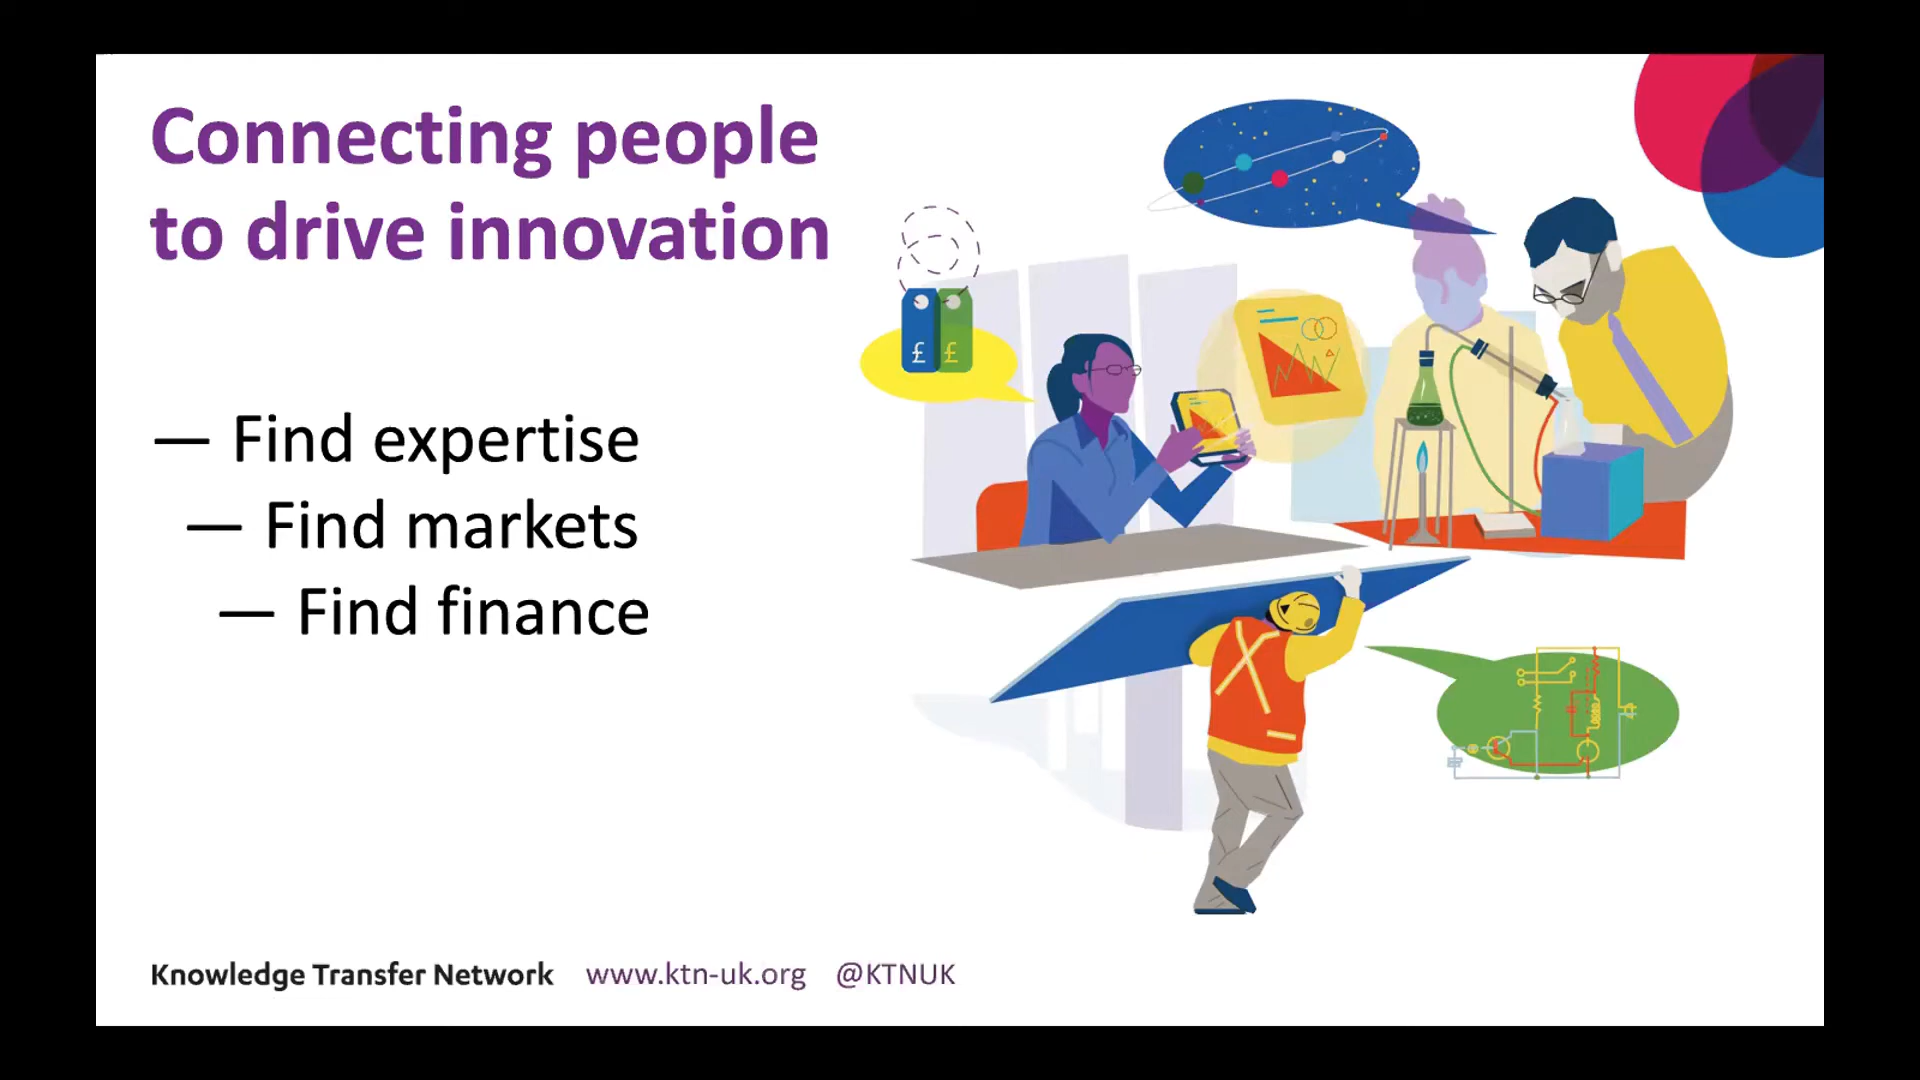 Connecting people
to drive innovation
— Find expertise
— Find markets
— Find finance
£ £
Knowledge Transfer Network www.ktn-uk.org @KTNUK